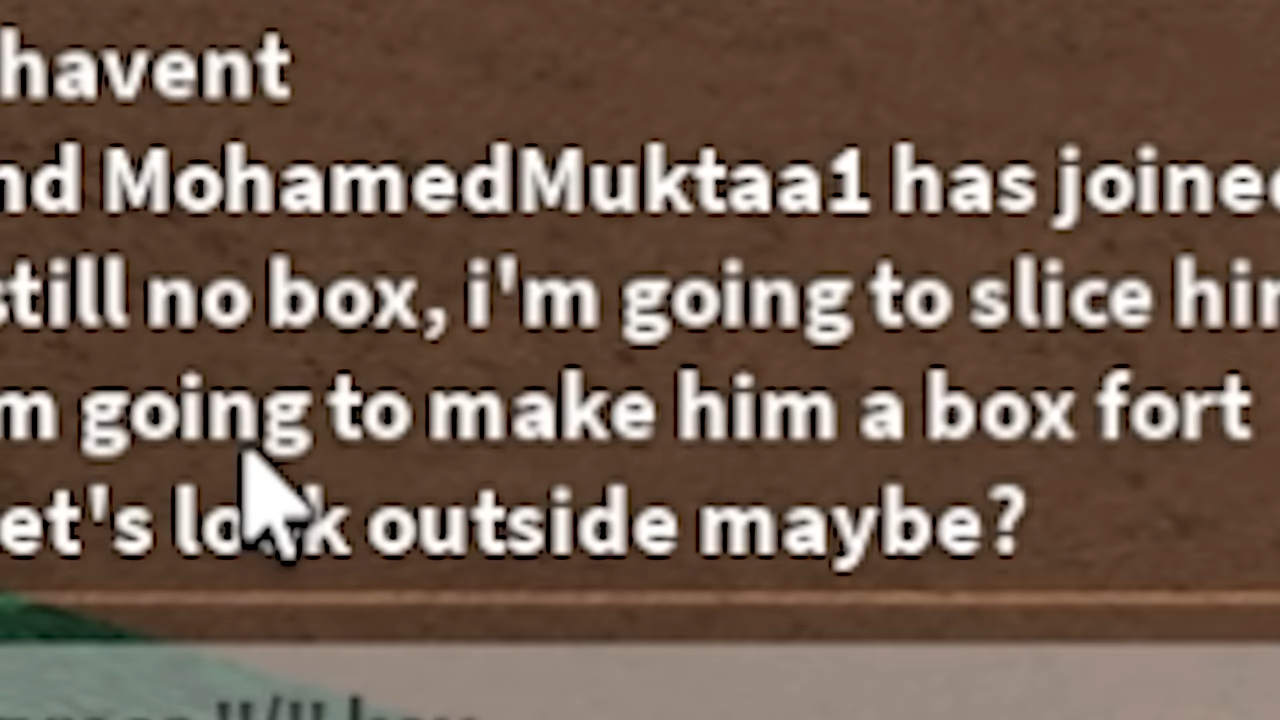 havent
nd MohamedMuktaa1 has joined
still no box, i'm going to slice him
m going to make him a box fort
et's look outside maybe?
"/" key